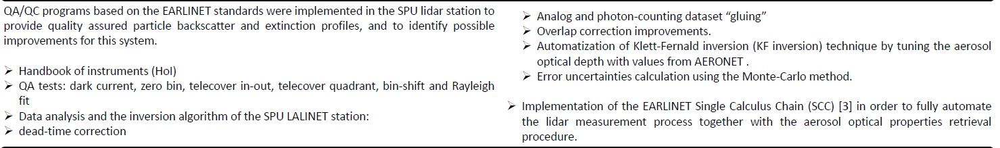 QA/QC programs based on the EARLINET standards were implemented in the SPU lidar station to
provide quality assured particle backscatter and extinction profiles, and to identify possible
improvements for this system.
➢ Handbook of instruments (HoI)
➢ QA tests: dark current, zero bin, telecover in-out, telecover quadrant, bin-shift and Rayleigh
fit
➢ Data analysis and the inversion algorithm of the SPU LALINET station:
➢ dead-time correction
➢ Analog and photon-counting dataset “gluing”
➢ Overlap correction improvements.
➢ Automatization of Klett-Fernald inversion (KF inversion) technique by tuning the aerosol
optical depth with values from AERONET .
➢ Error uncertainties calculation using the Monte-Carlo method.
➢ Implementation of the EARLINET Single Calculus Chain (SCC) [3] in order to fully automate
the lidar measurement process together with the aerosol optical properties retrieval
procedure.